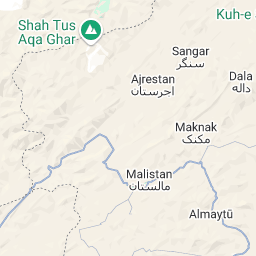 Kuh-e
Shah Tus
Aqa Ghar
Sangar
سنگر
Ajrestan
اجرستان
Dala
داله
Maknak
مکنک
Malistan
مالستان
Almaytū